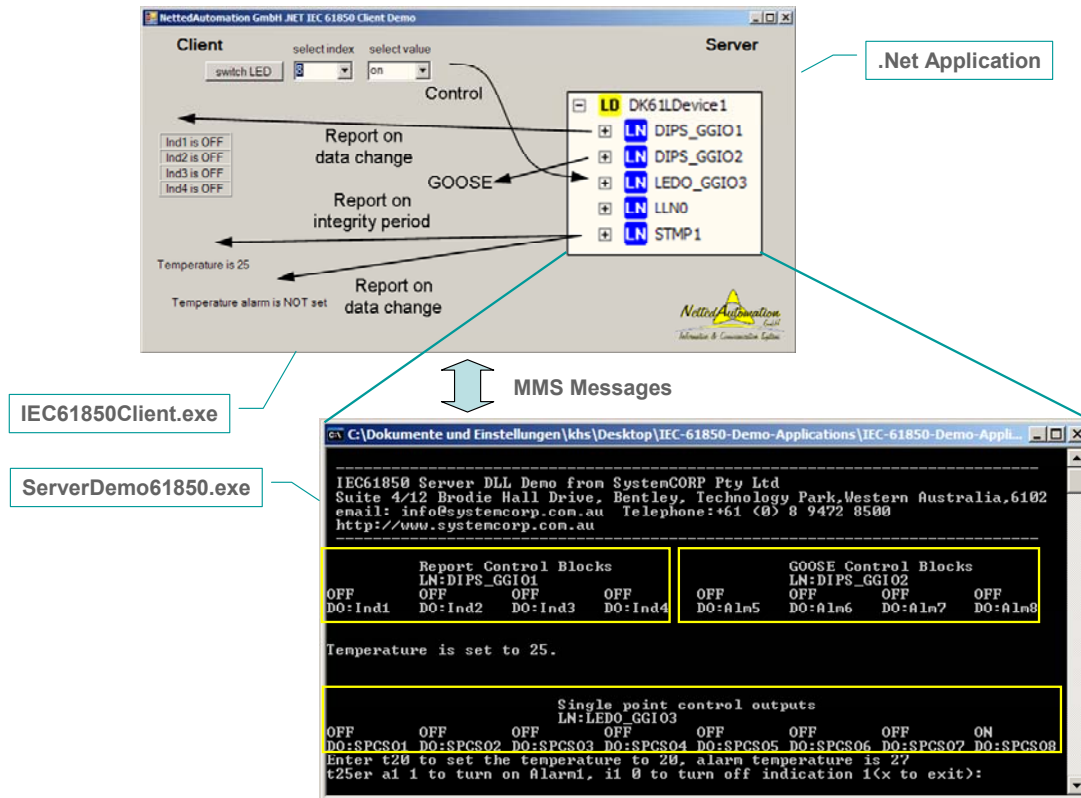 NettedAutomation GmbH .NET IEC 61850 Client Demo
Client
select index
select value
Server
switch LED
8
on
Control
.Net Application
LD DK61LDevice1
LN DIPS_GGIO1
LN DIPS_GGIO2
LN LEDO_GGIO3
LN LLN0
LN STMP1
Report on
data change
Ind1 is OFF
Ind2 is OFF
Ind3 is OFF
Ind4 is OFF
GOOSE
Report on
integrity period
Temperature is 25
Report on
data change
Temperature alarm is NOT set
NettedAutomation
GmbH
Information & Communication Systems
MMS Messages
IEC61850Client.exe
ServerDemo61850.exe
C:\Dokumente und Einstellungen\khs\Desktop\IEC-61850-Demo-Applications\IEC-61850-Demo-Appli...
IEC61850 Server DLL Demo from SystemCORP Pty Ltd
Suite 4/12 Brodie Hall Drive, Bentley, Technology Park,Western Australia,6102
email: info@systemcorp.com.au Telephone:+61 (0) 8 9472 8500
http://www.systemcorp.com.au
Report Control Blocks
LN:DIPS_GGIO1
OFF OFF OFF OFF
DO:Ind1 DO:Ind2 DO:Ind3 DO:Ind4
GOOSE Control Blocks
LN:DIPS_GGIO2
OFF OFF OFF OFF
DO:Alm5 DO:Alm6 DO:Alm7 DO:Alm8
Temperature is set to 25.
Single point control outputs
LN:LEDO_GGIO3
OFF OFF OFF OFF OFF OFF OFF ON
DO:SPCSO1 DO:SPCSO2 DO:SPCSO3 DO:SPCSO4 DO:SPCSO5 DO:SPCSO6 DO:SPCSO7 DO:SPCSO8
Enter t20 to set the temperature to 20, alarm temperature is 27
t25er a1 1 to turn on Alarm1, i1 0 to turn off indication 1(x to exit):